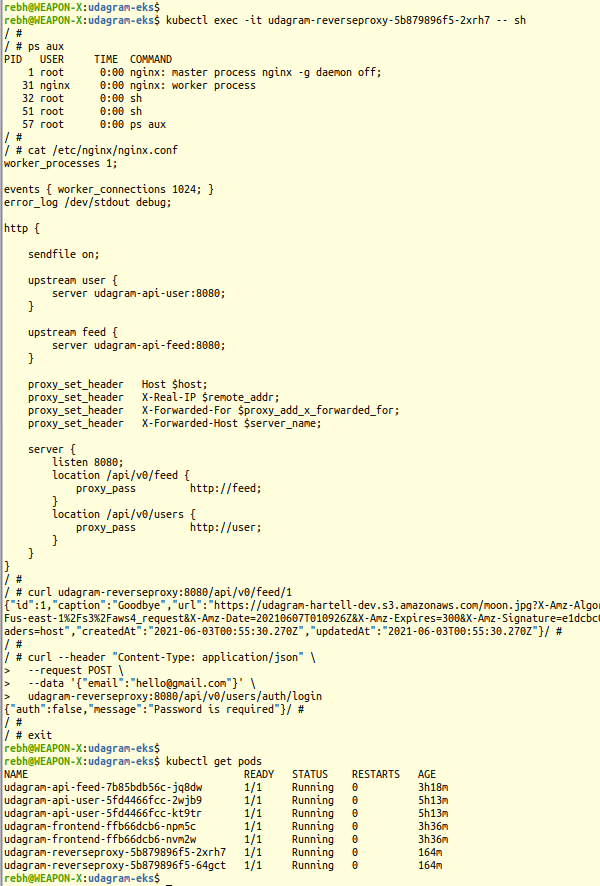 rebh@WEAPON-X:udagram-eks$
rebh@WEAPON-X:udagram-eks$ kubectl exec -it udagram-reverseproxy-5b879896f5-2xrh7 -- sh
/ #
/ # ps aux
PID   USER     TIME  COMMAND
    1 root      0:00 nginx: master process nginx -g daemon off;
   31 nginx     0:00 nginx: worker process
   32 root      0:00 sh
   51 root      0:00 sh
   57 root      0:00 ps aux
/ #
/ # cat /etc/nginx/nginx.conf
worker_processes 1;

events { worker_connections 1024; }
error_log /dev/stdout debug;

http {

    sendfile on;

    upstream user {
        server udagram-api-user:8080;
    }

    upstream feed {
        server udagram-api-feed:8080;
    }

    proxy_set_header   Host $host;
    proxy_set_header   X-Real-IP $remote_addr;
    proxy_set_header   X-Forwarded-For $proxy_add_x_forwarded_for;
    proxy_set_header   X-Forwarded-Host $server_name;

    server {
        listen 8080;
        location /api/v0/feed {
            proxy_pass         http://feed;
        }
        location /api/v0/users {
            proxy_pass         http://user;
        }
    }
}
/ #
/ # curl udagram-reverseproxy:8080/api/v0/feed/1
{"id":1,"caption":"Goodbye","url":"https://udagram-hartell-dev.s3.amazonaws.com/moon.jpg?X-Amz-Algor
Fus-east-1%2Fs3%2Faws4_request&X-Amz-Date=20210607T010926Z&X-Amz-Expires=300&X-Amz-Signature=e1dcbc0
aders=host","createdAt":"2021-06-03T00:55:30.270Z","updatedAt":"2021-06-03T00:55:30.270Z"}/ #
/ #
/ # curl --header "Content-Type: application/json" \
>   --request POST \
>   --data '{"email":"hello@gmail.com"}' \
>   udagram-reverseproxy:8080/api/v0/users/auth/login
{"auth":false,"message":"Password is required"}/ #
/ #
/ # exit
rebh@WEAPON-X:udagram-eks$
rebh@WEAPON-X:udagram-eks$ kubectl get pods
NAME                                    READY   STATUS    RESTARTS   AGE
udagram-api-feed-7b85bdb56c-jq8dw       1/1     Running   0          3h18m
udagram-api-user-5fd4466fcc-2wjb9       1/1     Running   0          5h13m
udagram-api-user-5fd4466fcc-kt9tr       1/1     Running   0          5h13m
udagram-frontend-ffb66dcb6-npm5c        1/1     Running   0          3h36m
udagram-frontend-ffb66dcb6-nvm2w        1/1     Running   0          3h36m
udagram-reverseproxy-5b879896f5-2xrh7   1/1     Running   0          164m
udagram-reverseproxy-5b879896f5-64gct   1/1     Running   0          164m
rebh@WEAPON-X:udagram-eks$ _